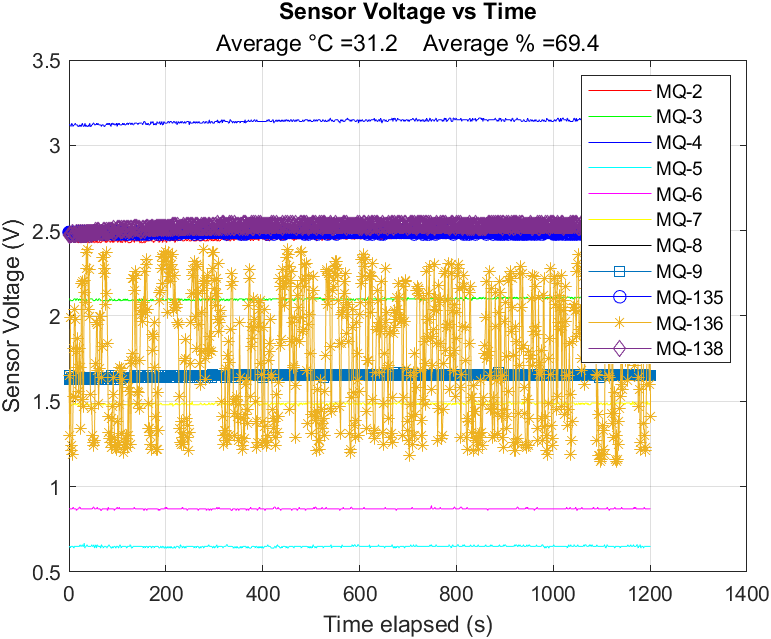 Sensor Voltage vs Time
Average °C =31.2 Average % =69.4
Sensor Voltage (V)
3.5
3
2.5
2
1.5
1
0.5
MQ-2
MQ-3
MQ-4
MQ-5
MQ-6
MQ-7
MQ-8
MQ-9
MQ-135
MQ-136
MQ-138
0 200 400 600 800 1000 1200 1400
Time elapsed (s)